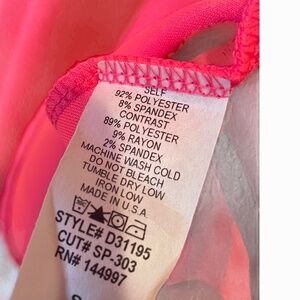 SELF
92% POLYESTER
8% SPANDEX
CONTRAST
89% POLYESTER
9% RAYON
2% SPANDEX
MACHINE WASH COLD
DO NOT BLEACH
TUMBLE DRY LOW
IRON LOW
MADE IN U.S.A.
STYLE# D31195
CUT# SP-303
RN# 144997
S